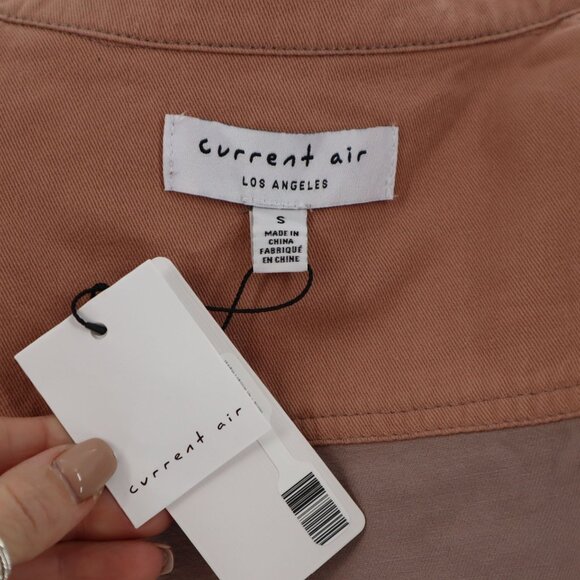 current air
LOS ANGELES
S
MADE IN
CHINA
FABRIQUÉ
EN CHINE
current air